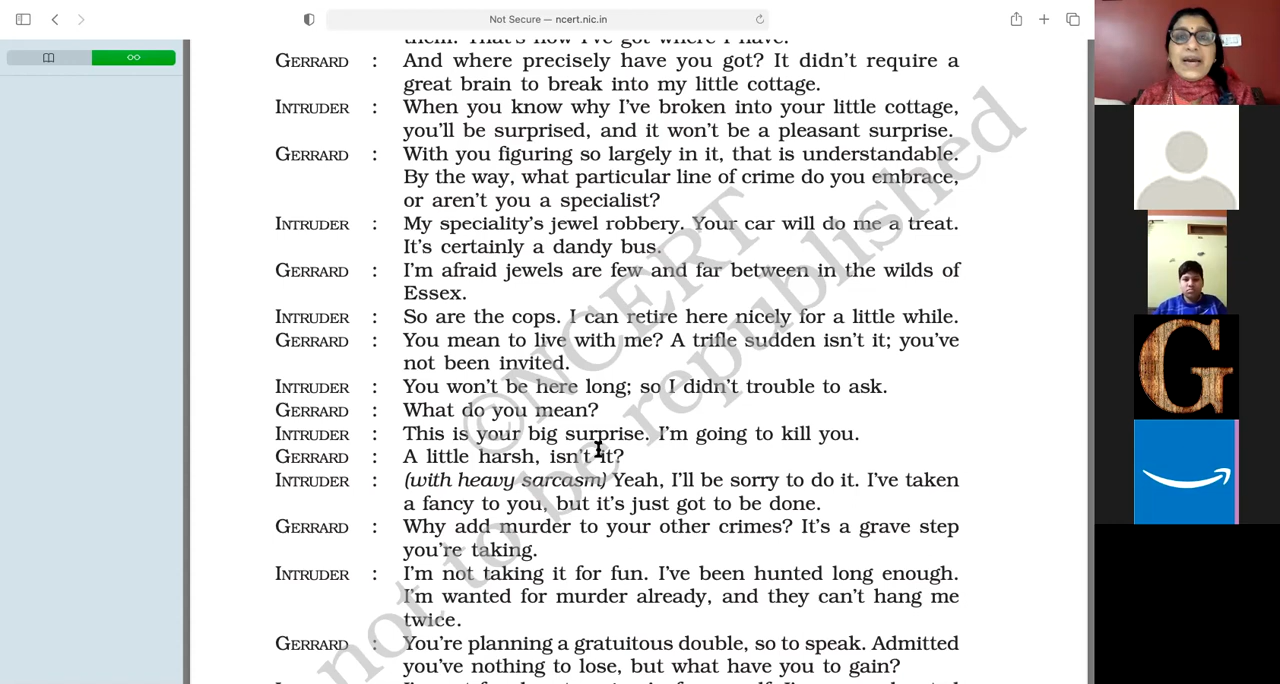 Not Secure — ncert.nic.in
them. That's how I've got where I have.
GERRARD : And where precisely have you got? It didn't require a
great brain to break into my little cottage.
INTRUDER : When you know why I've broken into your little cottage,
you'll be surprised, and it won't be a pleasant surprise.
GERRARD : With you figuring so largely in it, that is understandable.
By the way, what particular line of crime do you embrace,
or aren't you a specialist?
INTRUDER : My speciality's jewel robbery. Your car will do me a treat.
It's certainly a dandy bus.
GERRARD : I'm afraid jewels are few and far between in the wilds of
Essex.
INTRUDER : So are the cops. I can retire here nicely for a little while.
GERRARD : You mean to live with me? A trifle sudden isn't it; you've
not been invited.
INTRUDER : You won't be here long; so I didn't trouble to ask.
GERRARD : What do you mean?
INTRUDER : This is your big surprise. I'm going to kill you.
GERRARD : A little harsh, isn't it?
INTRUDER : (with heavy sarcasm) Yeah, I'll be sorry to do it. I've taken
a fancy to you, but it's just got to be done.
GERRARD : Why add murder to your other crimes? It's a grave step
you're taking.
INTRUDER : I'm not taking it for fun. I've been hunted long enough.
I'm wanted for murder already, and they can't hang me
twice.
GERRARD : You're planning a gratuitous double, so to speak. Admitted
you've nothing to lose, but what have you to gain?
©NCERT
not to be republished
G